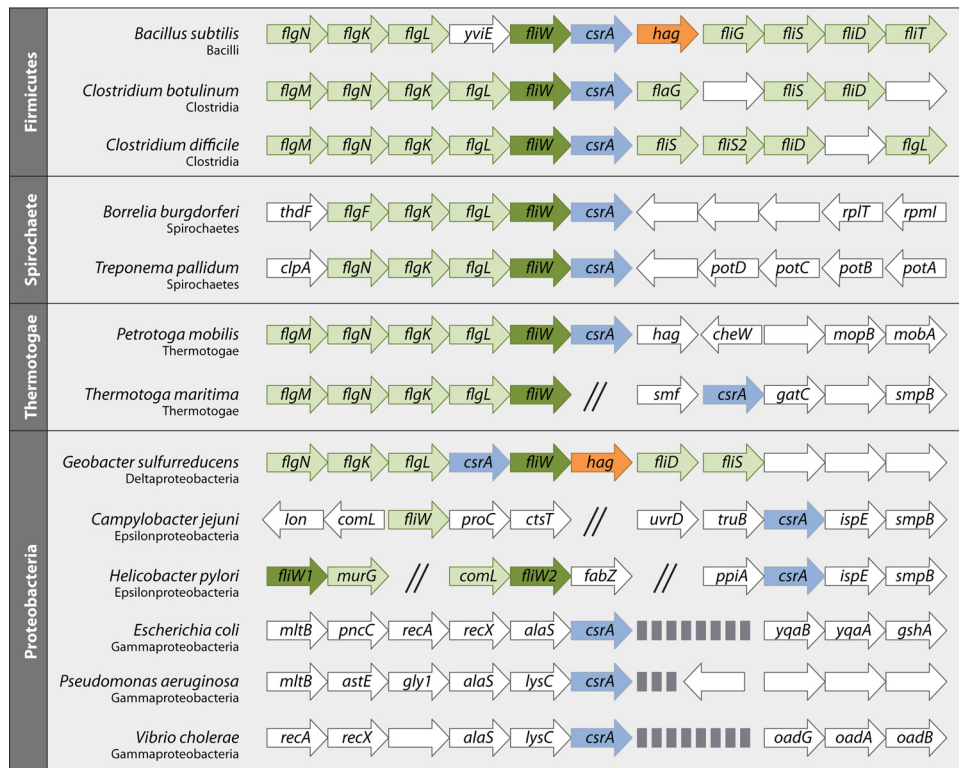 Firmicutes
Bacillus subtilis
Bacilli
flgN flgK flgL yviE fliW csrA hag fliG fliS fliD fliT
Clostridium botulinum
Clostridia
flgM flgN flgK flgL fliW csrA flaG fliS fliD
Clostridium difficile
Clostridia
flgM flgN flgK flgL fliW csrA fliS fliS2 fliD flgL
Spirochaete
Borrelia burgdorferi
Spirochaetes
thdF flgF flgK flgL fliW csrA rplT rpmI
Treponema pallidum
Spirochaetes
clpA flgN flgK flgL fliW csrA potD potC potB potA
Thermotogae
Petrotoga mobilis
Thermotogae
flgM flgN flgK flgL fliW csrA hag cheW mopB mobA
Thermotoga maritima
Thermotogae
flgM flgN flgK flgL fliW // smf csrA gatC smpB
Proteobacteria
Geobacter sulfurreducens
Deltaproteobacteria
flgN flgK flgL csrA fliW hag fliD fliS
Campylobacter jejuni
Epsilonproteobacteria
lon comL fliW proC ctsT // uvrD truB csrA ispE smpB
Helicobacter pylori
Epsilonproteobacteria
fliW1 murG // comL fliW2 fabZ // ppiA csrA ispE smpB
Escherichia coli
Gammaproteobacteria
mltB pncC recA recX alaS csrA yqaB yqaA gshA
Pseudomonas aeruginosa
Gammaproteobacteria
mltB astE gly1 alaS lysC csrA
Vibrio cholerae
Gammaproteobacteria
recA recX alaS lysC csrA oadG oadA oadB